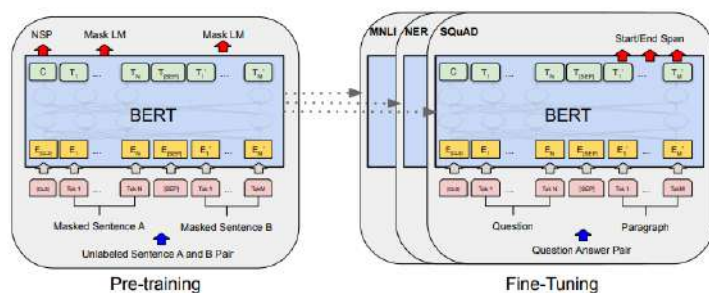 NSP Mask LM Mask LM
C T1 ... TN T[SEP] T1' ... TM'
BERT
E[CLS] E1 ... EN E[SEP] E1' ... EM'
[CLS] Tok 1 ... Tok N [SEP] Tok 1 ... TokM
Masked Sentence A Masked Sentence B
Unlabeled Sentence A and B Pair
Pre-training
MNLI NER SQuAD Start/End Span
C T1 ... TN T[SEP] T1' ... TM'
BERT
E[CLS] E1 ... EN E[SEP] E1' ... EM'
[CLS] Tok 1 ... Tok N [SEP] Tok 1 ... TokM
Question Paragraph
Question Answer Pair
Fine-Tuning